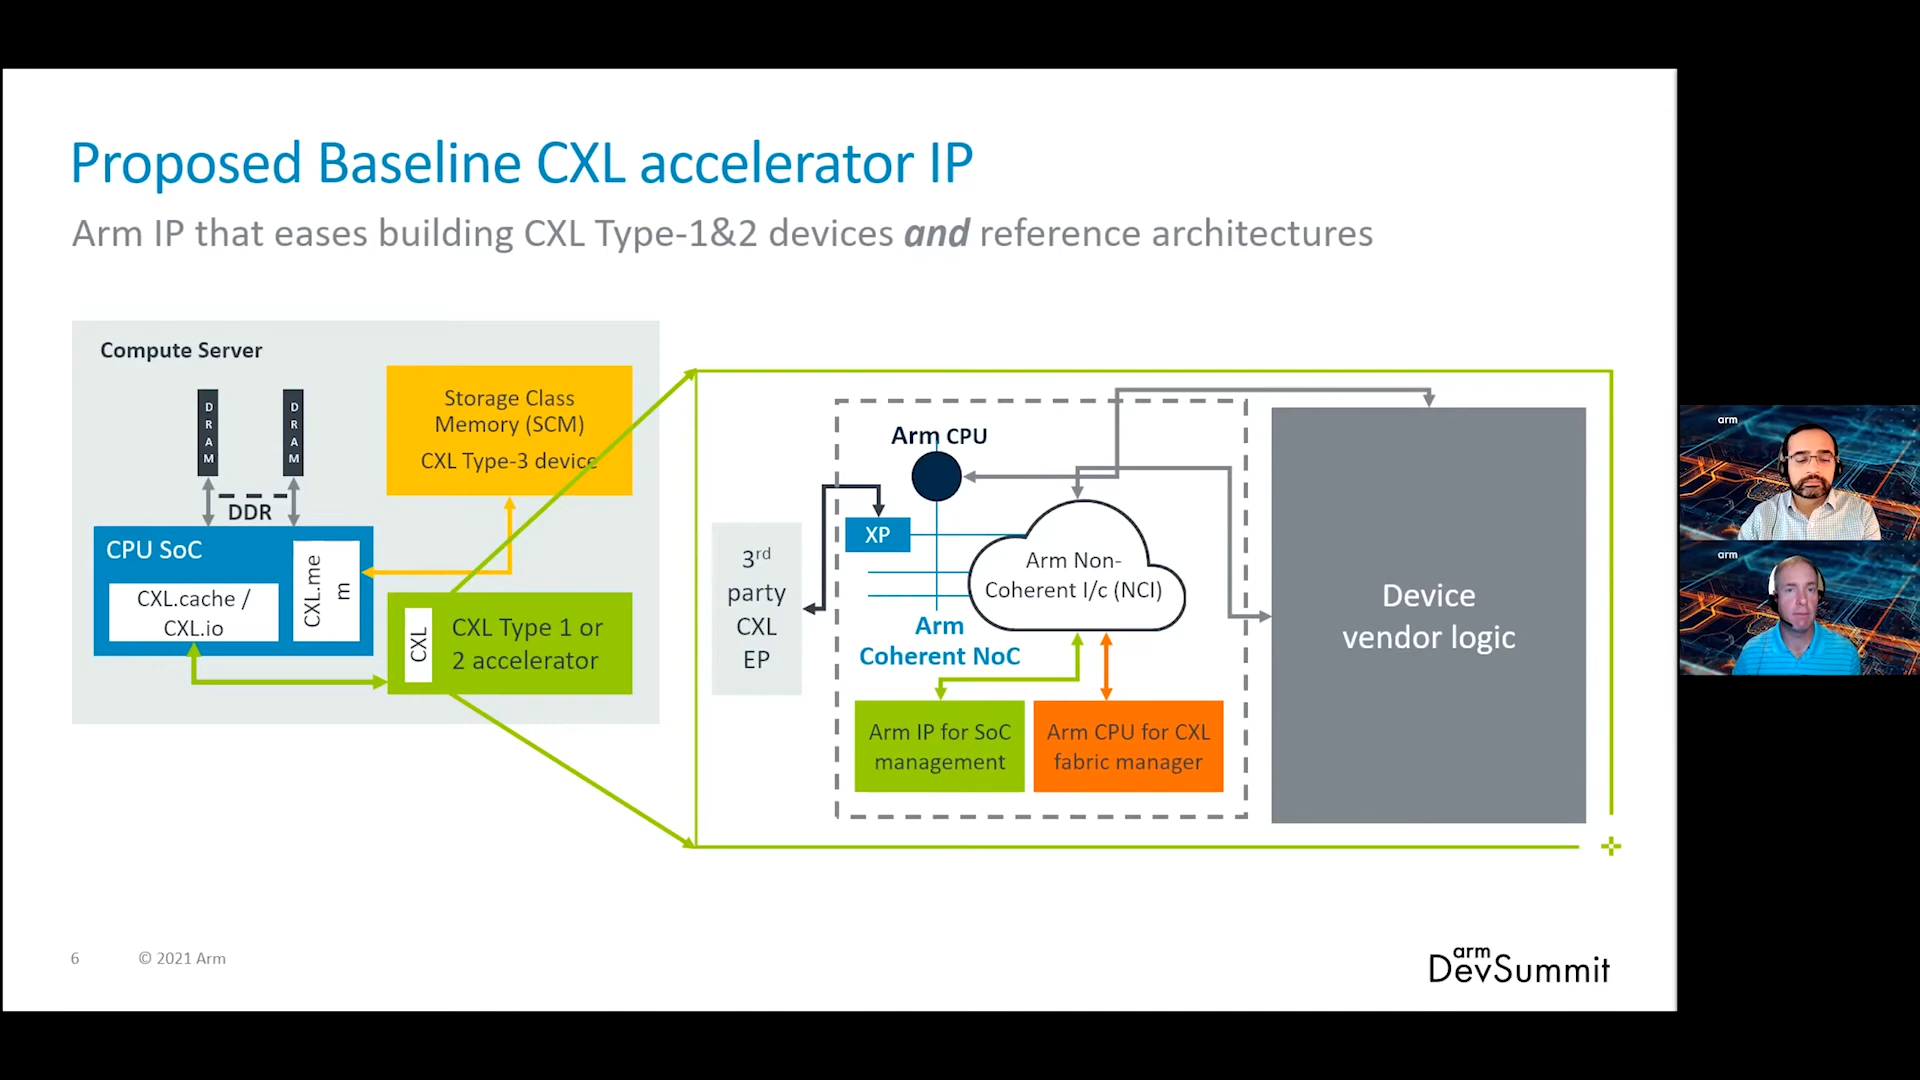 Proposed Baseline CXL accelerator IP
Arm IP that eases building CXL Type-1&2 devices and reference architectures
Compute Server
DRAM
DRAM
DDR
Storage Class
Memory (SCM)
CXL Type-3 device
CPU SoC
CXL.cache /
CXL.io
CXL.me
m
CXL
CXL Type 1 or
2 accelerator
3rd
party
CXL
EP
Arm CPU
XP
Arm Non-
Coherent I/c (NCI)
Arm
Coherent NoC
Arm IP for SoC
management
Arm CPU for CXL
fabric manager
Device
vendor logic
arm
arm
6
© 2021 Arm
arm
DevSummit